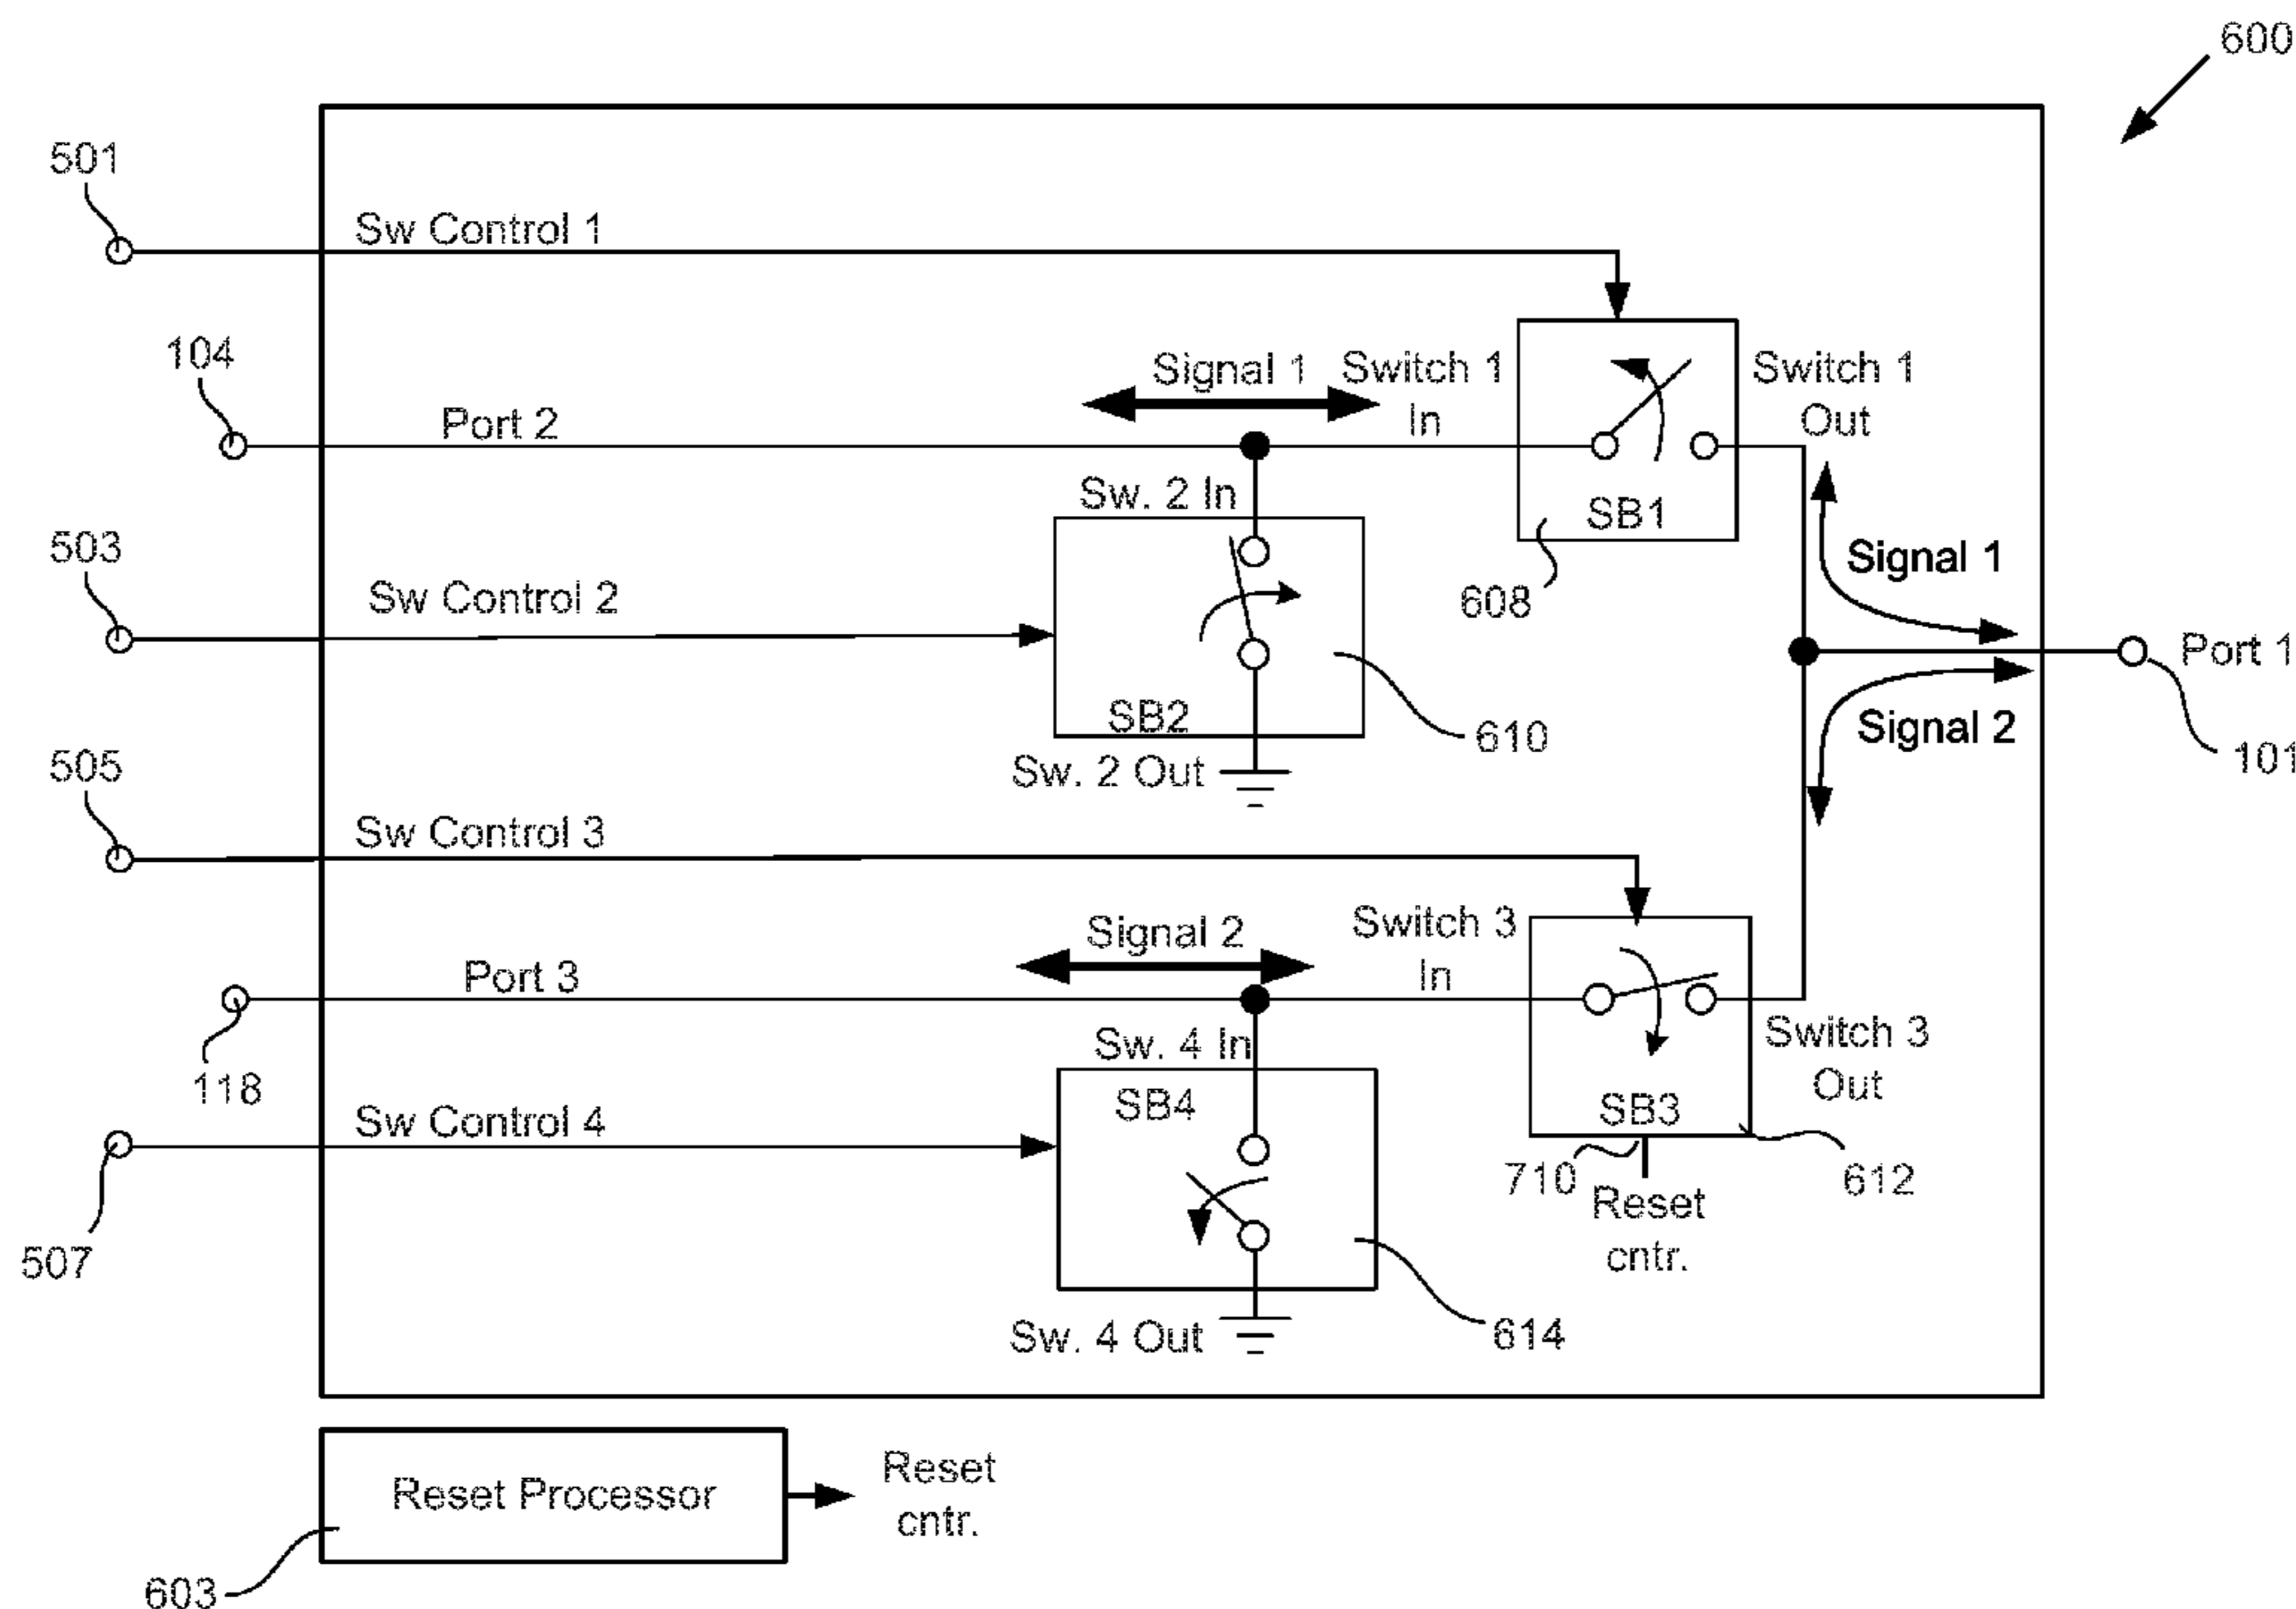 600
501
Sw Control 1
104
Port 2
Signal 1
Switch 1
In
Switch 1
Out
SB1
608
Signal 1
503
Sw Control 2
Sw. 2 In
SB2
610
Sw. 2 Out
Port 1
101
Signal 2
505
Sw Control 3
118
Port 3
Signal 2
Switch 3
In
Switch 3
Out
SB3
710
612
Reset
cntr.
507
Sw Control 4
Sw. 4 In
SB4
614
Sw. 4 Out
Reset Processor
603
Reset
cntr.